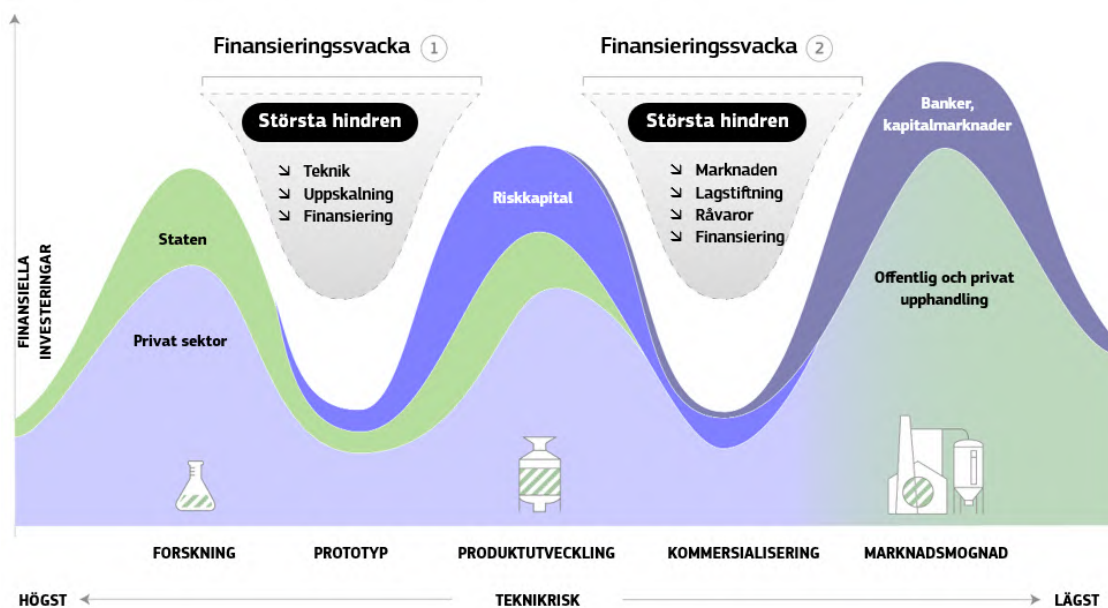 Finansieringssvacka 1
Finansieringssvacka 2
Största hindren
Teknik
Uppskalning
Finansiering
Största hindren
Marknaden
Lagstiftning
Råvaror
Finansiering
Banker,
kapitalmarknader
Riskkapital
Staten
Privat sektor
Offentlig och privat
upphandling
FINANSIELLA
INVESTERINGAR
FORSKNING
PROTOTYP
PRODUKTUTVECKLING
KOMMERSIALISERING
MARKNADSMOGNAD
HÖGST
TEKNIKRISK
LÄGST